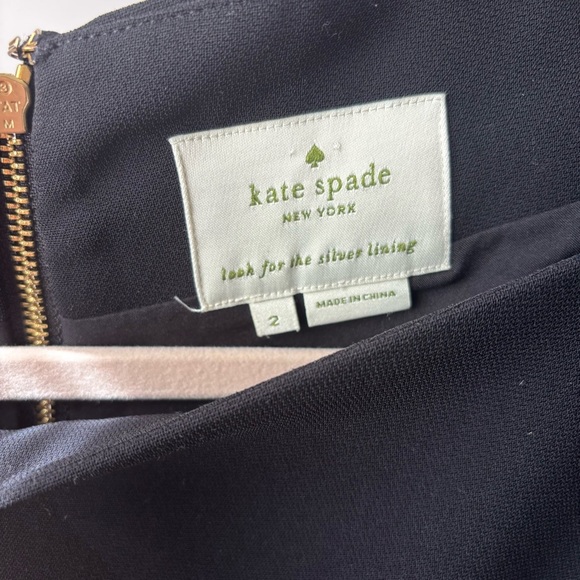 kate spade
NEW YORK
look for the silver lining
2
MADE IN CHINA
M